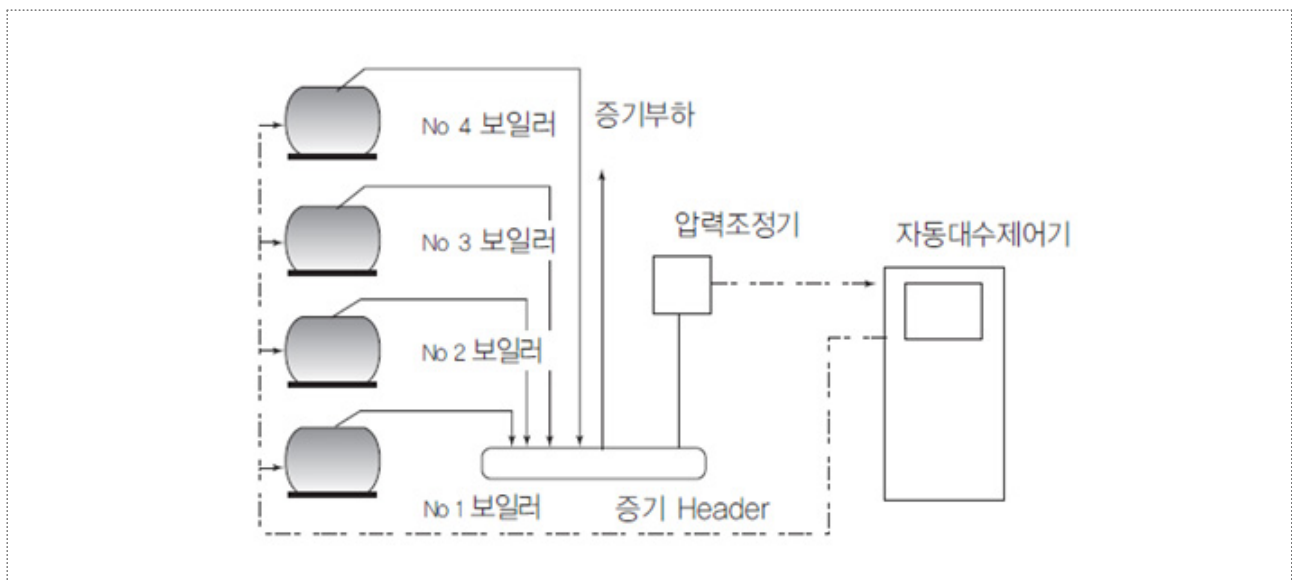 No 4 보일러
증기부하
No 3 보일러
압력조정기
자동대수제어기
No 2 보일러
No 1 보일러
증기 Header